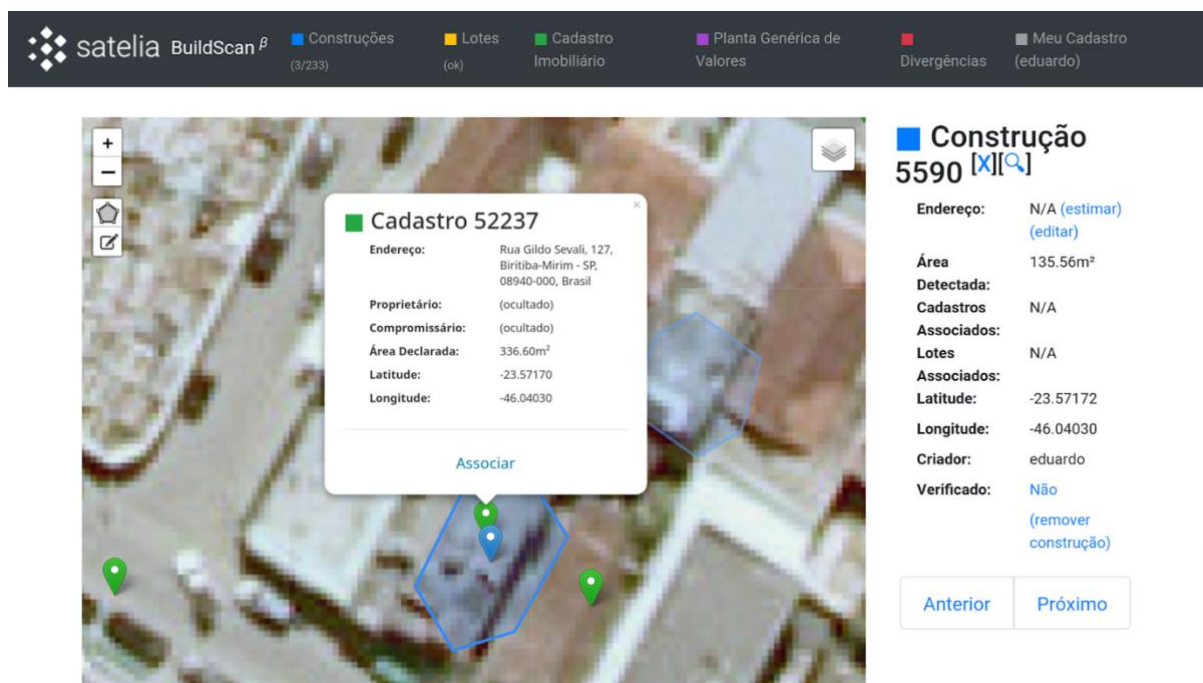 satelia BuildScan β
Construções
(3/233)
Lotes
(ok)
Cadastro
Imobiliário
Planta Genérica de
Valores
Divergências
Meu Cadastro
(eduardo)
+
−
Cadastro 52237
×
Endereço: Rua Gildo Sevali, 127,
Biritiba-Mirim - SP,
08940-000, Brasil
Proprietário: (ocultado)
Compromissário: (ocultado)
Área Declarada: 336.60m²
Latitude: -23.57170
Longitude: -46.04030
Associar
Construção
5590 [X][🔍]
Endereço: N/A (estimar)
(editar)
Área 135.56m²
Detectada:
Cadastros N/A
Associados:
Lotes N/A
Associados:
Latitude: -23.57172
Longitude: -46.04030
Criador: eduardo
Verificado: Não
(remover
construção)
Anterior Próximo